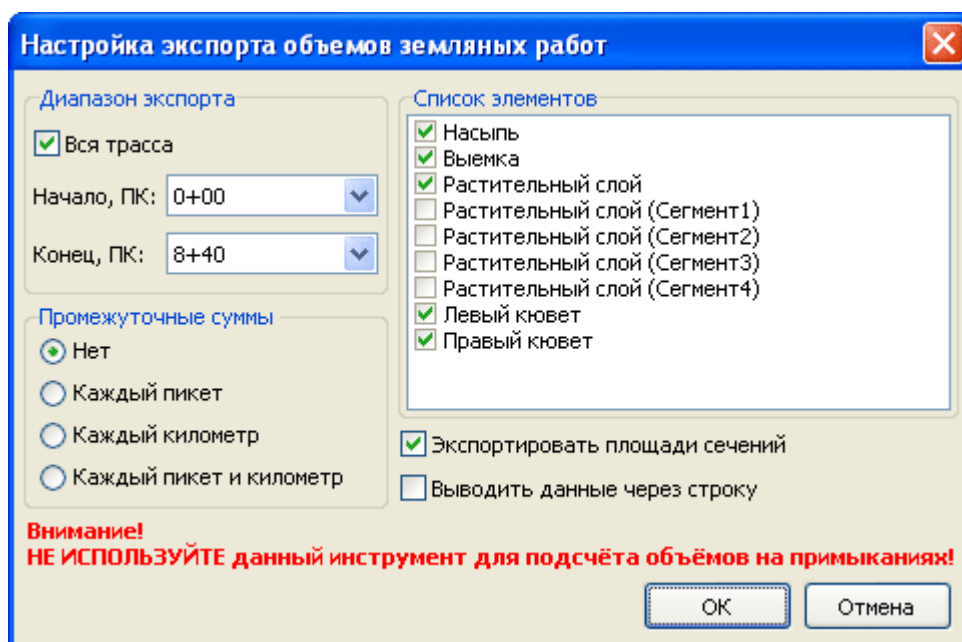 Настройка экспорта объемов земляных работ
Диапазон экспорта
Вся трасса
Начало, ПК: 0+00
Конец, ПК: 8+40
Промежуточные суммы
Нет
Каждый пикет
Каждый километр
Каждый пикет и километр
Список элементов
Насыпь
Выемка
Растительный слой
Растительный слой (Сегмент1)
Растительный слой (Сегмент2)
Растительный слой (Сегмент3)
Растительный слой (Сегмент4)
Левый кювет
Правый кювет
Экспортировать площади сечений
Выводить данные через строку
Внимание!
НЕ ИСПОЛЬЗУЙТЕ данный инструмент для подсчёта объёмов на примыканиях!
ОК
Отмена